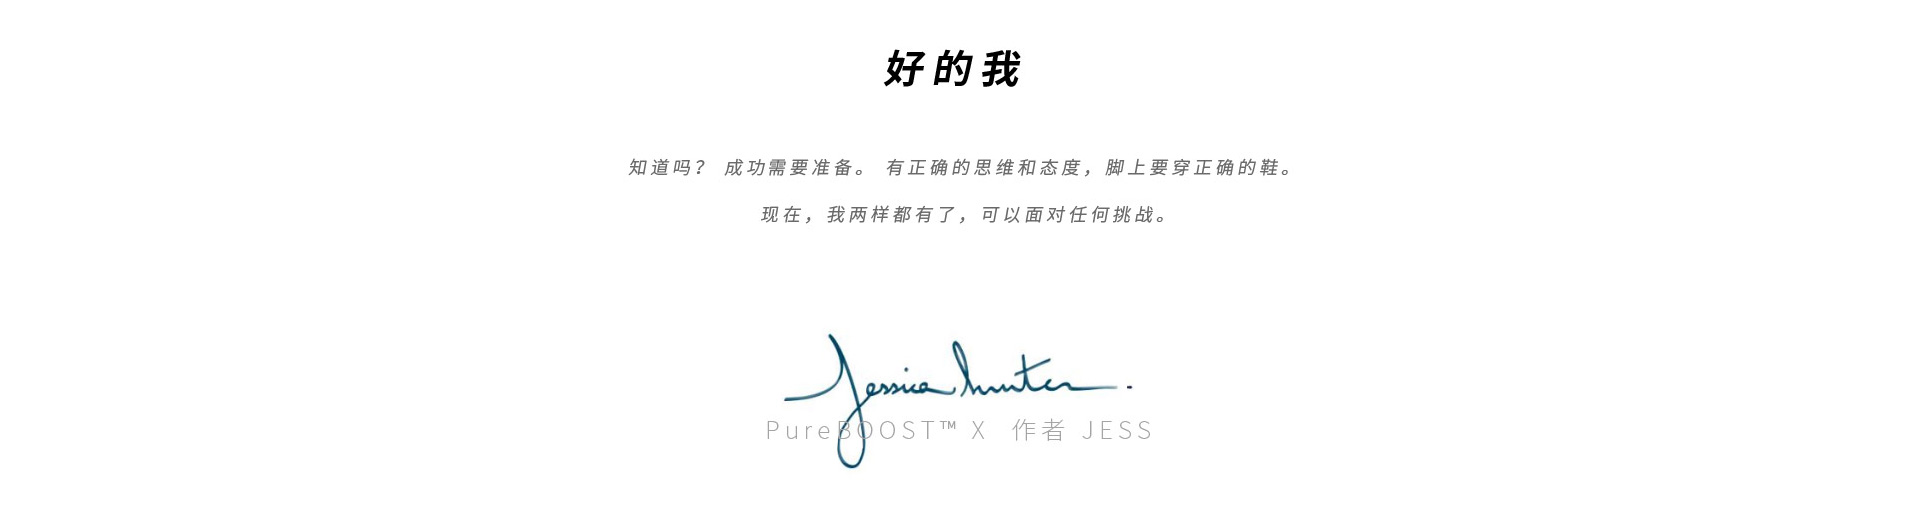 好的我
知道吗？ 成功需要准备。 有正确的思维和态度，脚上要穿正确的鞋。
现在，我两样都有了，可以面对任何挑战。
Jessica Hunter.
PureBOOST™ X 作者 JESS